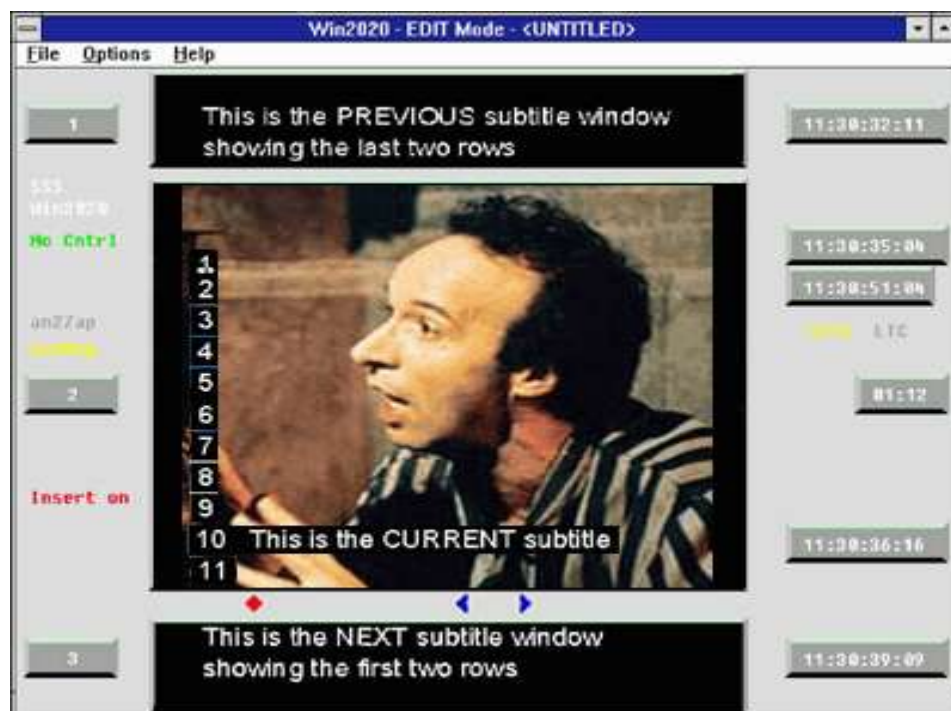 Win2020 - EDIT Mode - <UNTITLED>
File Options Help
This is the PREVIOUS subtitle window
showing the last two rows
1
11:30:32:11
SSS
Win2020
No Cntrl
11:30:35:04
11:30:51:04
LTC
2
01:12
Insert on
1
2
3
4
5
6
7
8
9
10 This is the CURRENT subtitle
11
11:30:36:16
This is the NEXT subtitle window
showing the first two rows
3
11:30:39:09